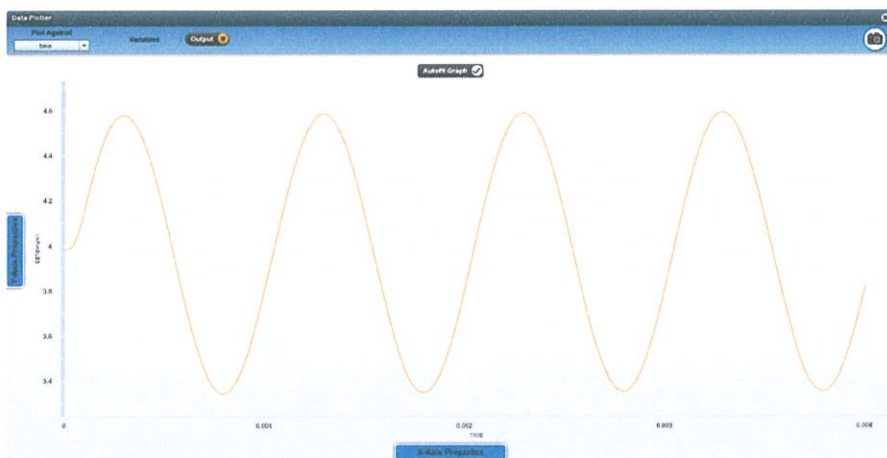 Data Plotter
Plot Against
time
Variables
Output
Autofit Graph
4.6
4.4
4.2
4
3.8
3.6
3.4
Y-Axis Properties
0
0.001
0.002
0.003
0.004
TIME
X-Axis Properties